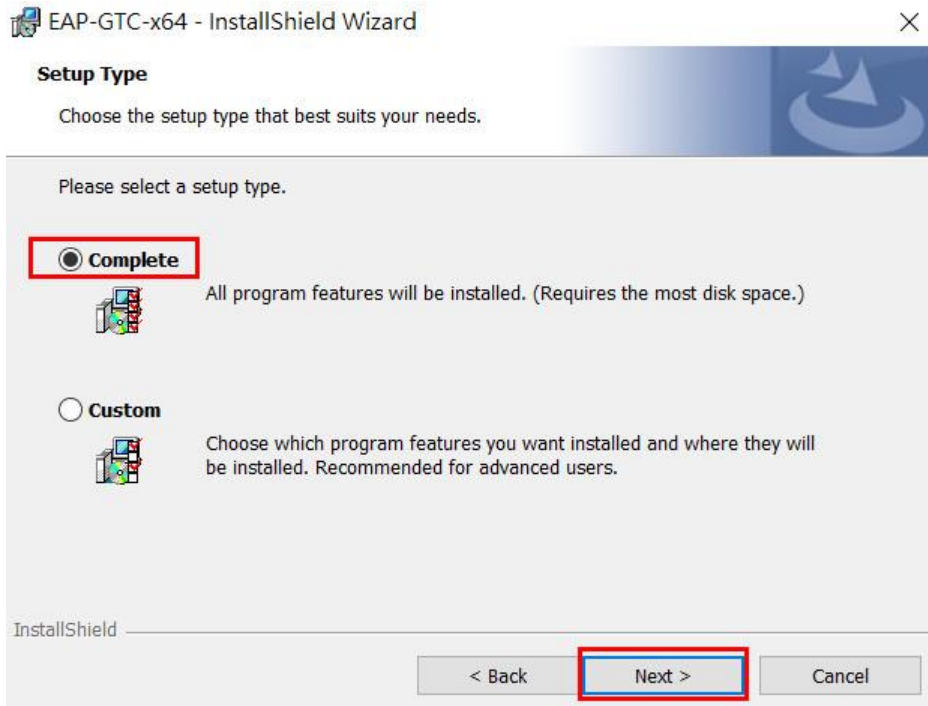 EAP-GTC-x64 - InstallShield Wizard
Setup Type
Choose the setup type that best suits your needs.
Please select a setup type.
Complete
All program features will be installed. (Requires the most disk space.)
Custom
Choose which program features you want installed and where they will
be installed. Recommended for advanced users.
InstallShield
< Back
Next >
Cancel